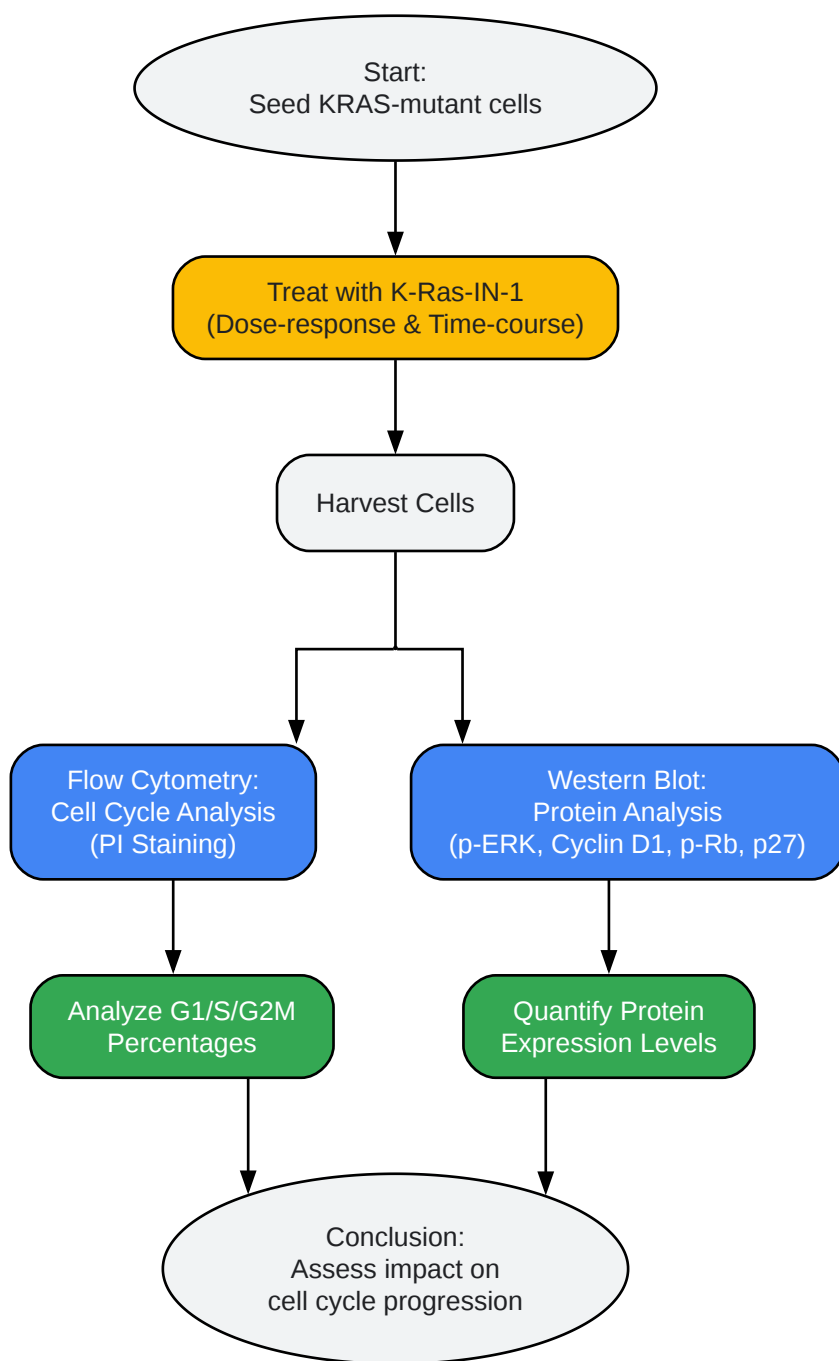 Start:
Seed KRAS-mutant cells
Treat with K-Ras-IN-1
(Dose-response & Time-course)
Harvest Cells
Flow Cytometry:
Cell Cycle Analysis
(PI Staining)
Western Blot:
Protein Analysis
(p-ERK, Cyclin D1, p-Rb, p27)
Analyze G1/S/G2M
Percentages
Quantify Protein
Expression Levels
Conclusion:
Assess impact on
cell cycle progression